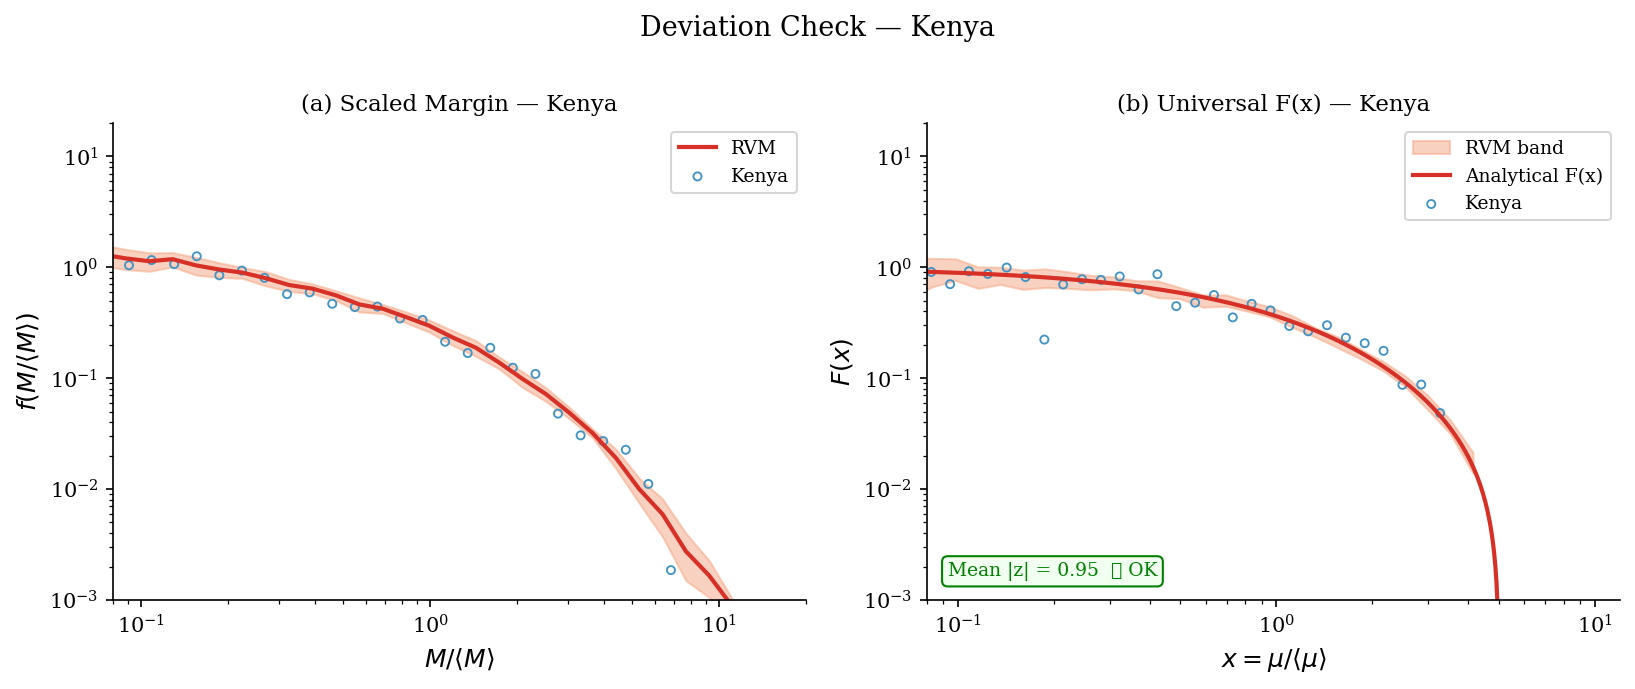 Deviation Check — Kenya
(a) Scaled Margin — Kenya
10¹
10⁰
10⁻¹
10⁻²
10⁻³
f(M/⟨M⟩)
RVM
Kenya
10⁻¹
10⁰
10¹
M/⟨M⟩
(b) Universal F(x) — Kenya
10¹
10⁰
10⁻¹
10⁻²
10⁻³
F(x)
RVM band
Analytical F(x)
Kenya
Mean |z| = 0.95 ▯ OK
10⁻¹
10⁰
10¹
x = μ/⟨μ⟩